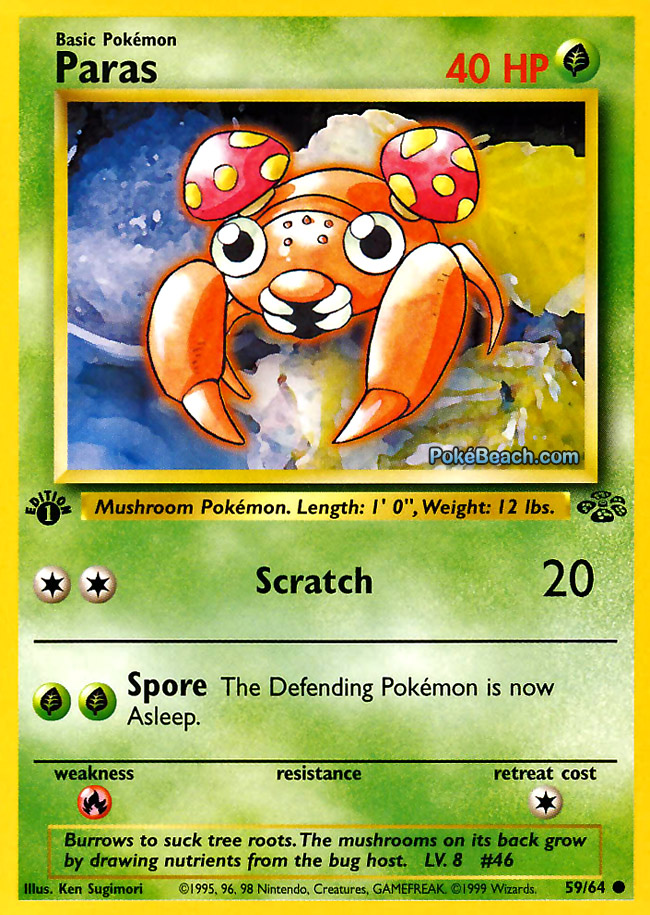 Basic Pokémon
Paras
40 HP
PokéBeach.com
EDITION
1
Mushroom Pokémon. Length: 1' 0", Weight: 12 lbs.
Scratch 20
Spore The Defending Pokémon is now
Asleep.
weakness resistance retreat cost
Burrows to suck tree roots. The mushrooms on its back grow
by drawing nutrients from the bug host. LV. 8 #46
Illus. Ken Sugimori ©1995, 96, 98 Nintendo, Creatures, GAMEFREAK. ©1999 Wizards. 59/64